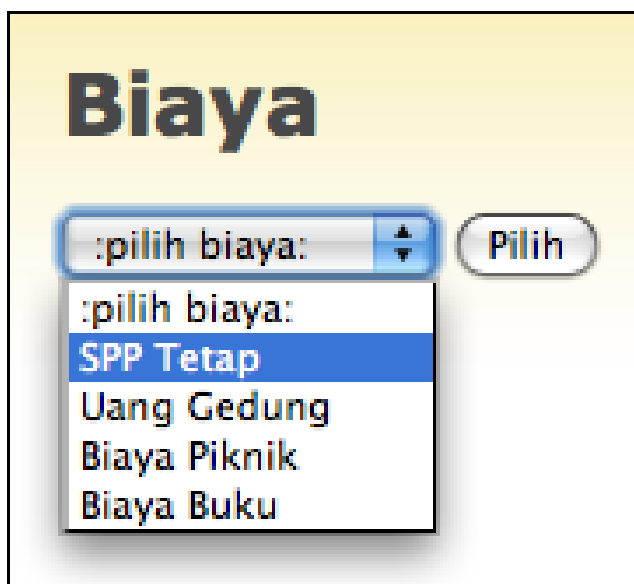 Biaya
:pilih biaya: Pilih
:pilih biaya:
SPP Tetap
Uang Gedung
Biaya Piknik
Biaya Buku